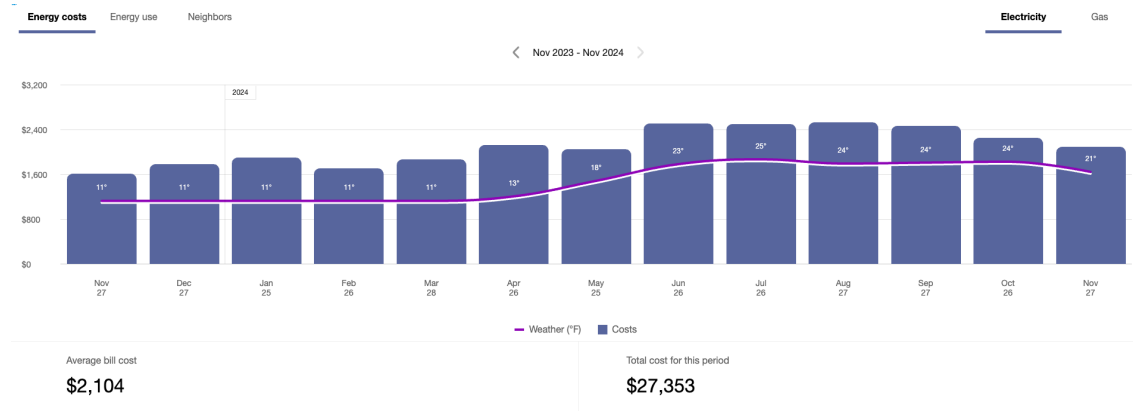 Energy costs Energy use Neighbors Electricity Gas
Nov 2023 - Nov 2024
$3,200
2024
$2,400
$1,600
$800
$0
11° 11° 11° 11° 11° 13° 18° 23° 25° 24° 24° 24° 21°
Nov Dec Jan Feb Mar Apr May Jun Jul Aug Sep Oct Nov
27 27 25 26 28 26 25 26 26 27 27 26 27
Weather (°F) Costs
Average bill cost Total cost for this period
$2,104 $27,353